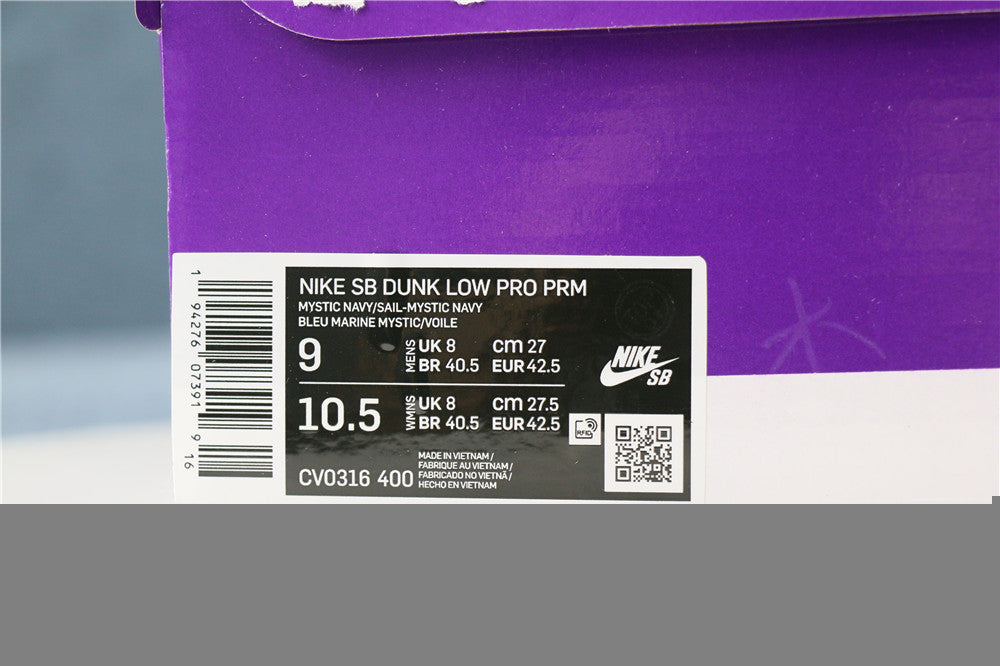 NIKE SB DUNK LOW PRO PRM
MYSTIC NAVY/SAIL-MYSTIC NAVY
BLEU MARINE MYSTIC/VOILE
9 MENS UK 8 cm 27
BR 40.5 EUR 42.5
10.5 WMNS UK 8 cm 27.5
BR 40.5 EUR 42.5
CV0316 400
MADE IN VIETNAM /
FABRIQUE AU VIETNAM /
FABRICADO NO VIETNÃ /
HECHO EN VIETNAM
NIKE
SB
RFID
1 94276 07391 9 16